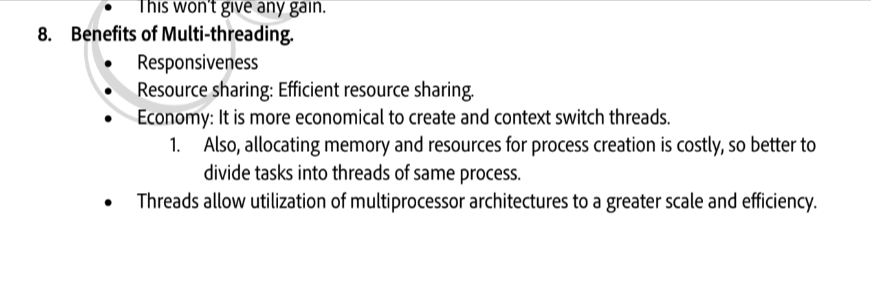 • This won't give any gain.
8. Benefits of Multi-threading.
• Responsiveness
• Resource sharing: Efficient resource sharing.
• Economy: It is more economical to create and context switch threads.
1. Also, allocating memory and resources for process creation is costly, so better to
divide tasks into threads of same process.
• Threads allow utilization of multiprocessor architectures to a greater scale and efficiency.